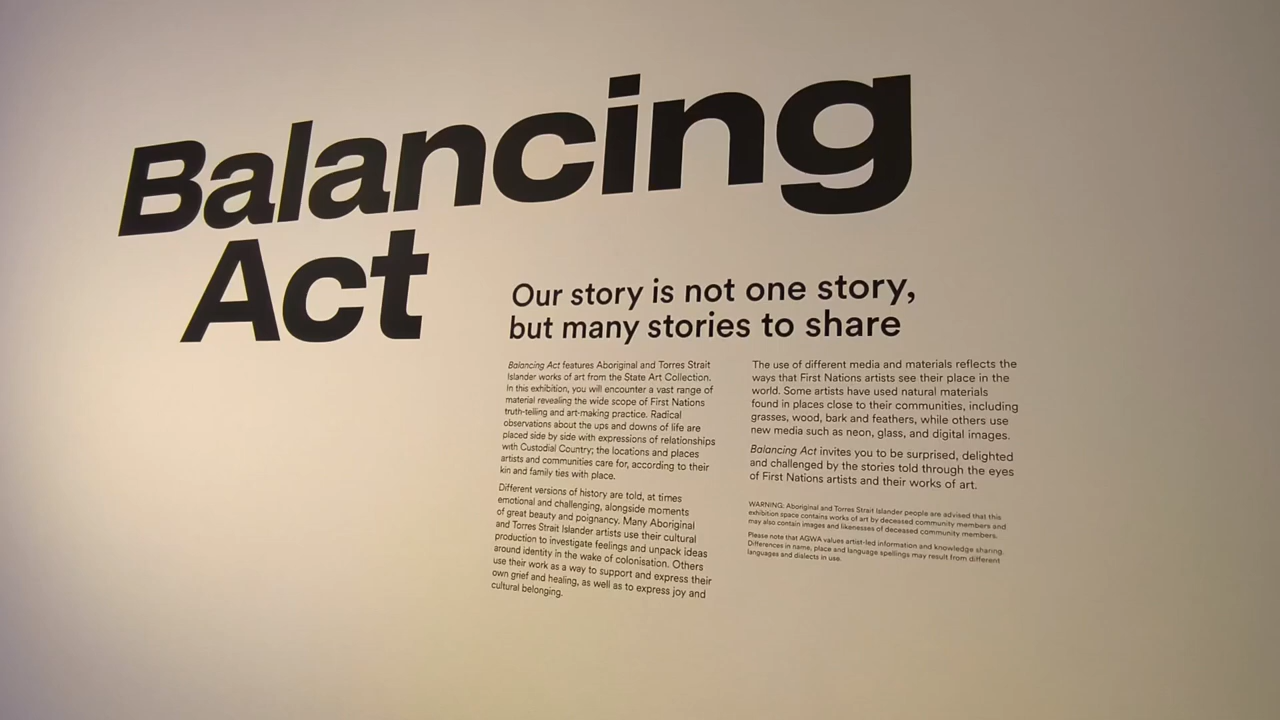 Balancing
Act
Our story is not one story,
but many stories to share
Balancing Act features Aboriginal and Torres Strait
Islander works of art from the State Art Collection.
In this exhibition, you will encounter a vast range of
material revealing the wide scope of First Nations
truth-telling and art-making practice. Radical
observations about the ups and downs of life are
placed side by side with expressions of relationships
with Custodial Country; the locations and places
artists and communities care for, according to their
kin and family ties with place.
Different versions of history are told, at times
emotional and challenging, alongside moments
of great beauty and poignancy. Many Aboriginal
and Torres Strait Islander artists use their cultural
production to investigate feelings and unpack ideas
around identity in the wake of colonisation. Others
use their work as a way to support and express their
own grief and healing, as well as to express joy and
cultural belonging.
The use of different media and materials reflects the
ways that First Nations artists see their place in the
world. Some artists have used natural materials
found in places close to their communities, including
grasses, wood, bark and feathers, while others use
new media such as neon, glass, and digital images.
Balancing Act invites you to be surprised, delighted
and challenged by the stories told through the eyes
of First Nations artists and their works of art.
WARNING: Aboriginal and Torres Strait Islander people are advised that this
exhibition space contains works of art by deceased community members and
may also contain images and likenesses of deceased community members.
Please note that AGWA values artist-led information and knowledge sharing.
Differences in name, place and language spellings may result from different
languages and dialects in use.